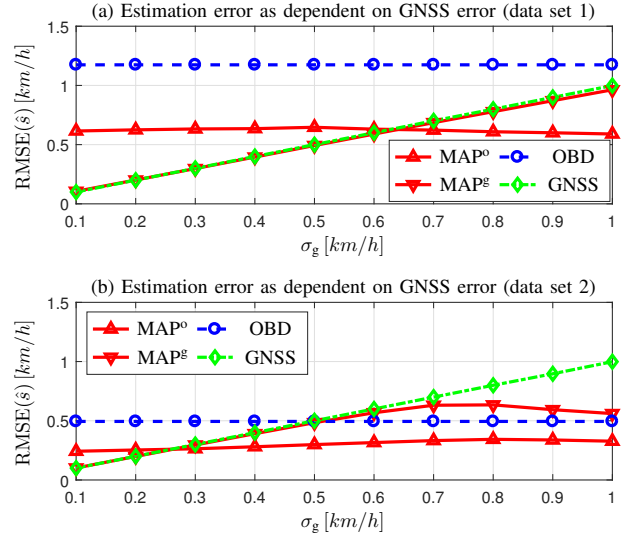 (a) Estimation error as dependent on GNSS error (data set 1)
1.5
1
0.5
0
RMSE(ŝ) [km/h]
MAPᵒ OBD
MAPᵍ GNSS
0.1 0.2 0.3 0.4 0.5 0.6 0.7 0.8 0.9 1
σg [km/h]
(b) Estimation error as dependent on GNSS error (data set 2)
1.5
1
0.5
0
RMSE(ŝ) [km/h]
MAPᵒ OBD
MAPᵍ GNSS
0.1 0.2 0.3 0.4 0.5 0.6 0.7 0.8 0.9 1
σg [km/h]